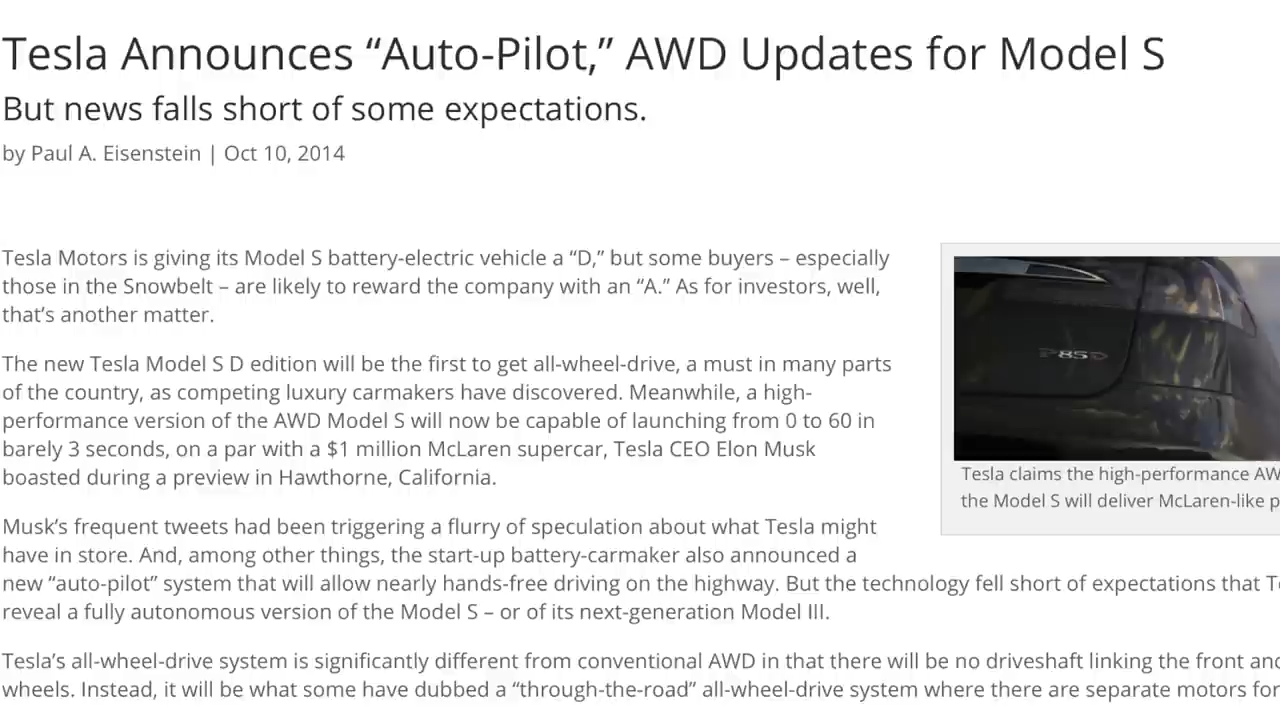 Tesla Announces “Auto-Pilot,” AWD Updates for Model S
But news falls short of some expectations.
by Paul A. Eisenstein | Oct 10, 2014
Tesla Motors is giving its Model S battery-electric vehicle a “D,” but some buyers – especially
those in the Snowbelt – are likely to reward the company with an “A.” As for investors, well,
that’s another matter.
The new Tesla Model S D edition will be the first to get all-wheel-drive, a must in many parts
of the country, as competing luxury carmakers have discovered. Meanwhile, a high-
performance version of the AWD Model S will now be capable of launching from 0 to 60 in
barely 3 seconds, on a par with a $1 million McLaren supercar, Tesla CEO Elon Musk
boasted during a preview in Hawthorne, California.
P85D
Tesla claims the high-performance AW
the Model S will deliver McLaren-like p
Musk’s frequent tweets had been triggering a flurry of speculation about what Tesla might
have in store. And, among other things, the start-up battery-carmaker also announced a
new “auto-pilot” system that will allow nearly hands-free driving on the highway. But the technology fell short of expectations that T
reveal a fully autonomous version of the Model S – or of its next-generation Model III.
Tesla’s all-wheel-drive system is significantly different from conventional AWD in that there will be no driveshaft linking the front and
wheels. Instead, it will be what some have dubbed a “through-the-road” all-wheel-drive system where there are separate motors for